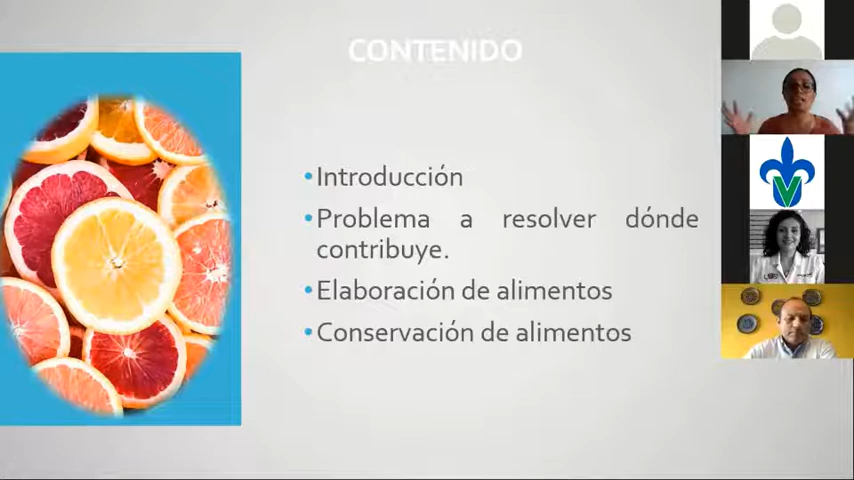 CONTENIDO
•Introducción
•Problema a resolver dónde
contribuye.
•Elaboración de alimentos
•Conservación de alimentos